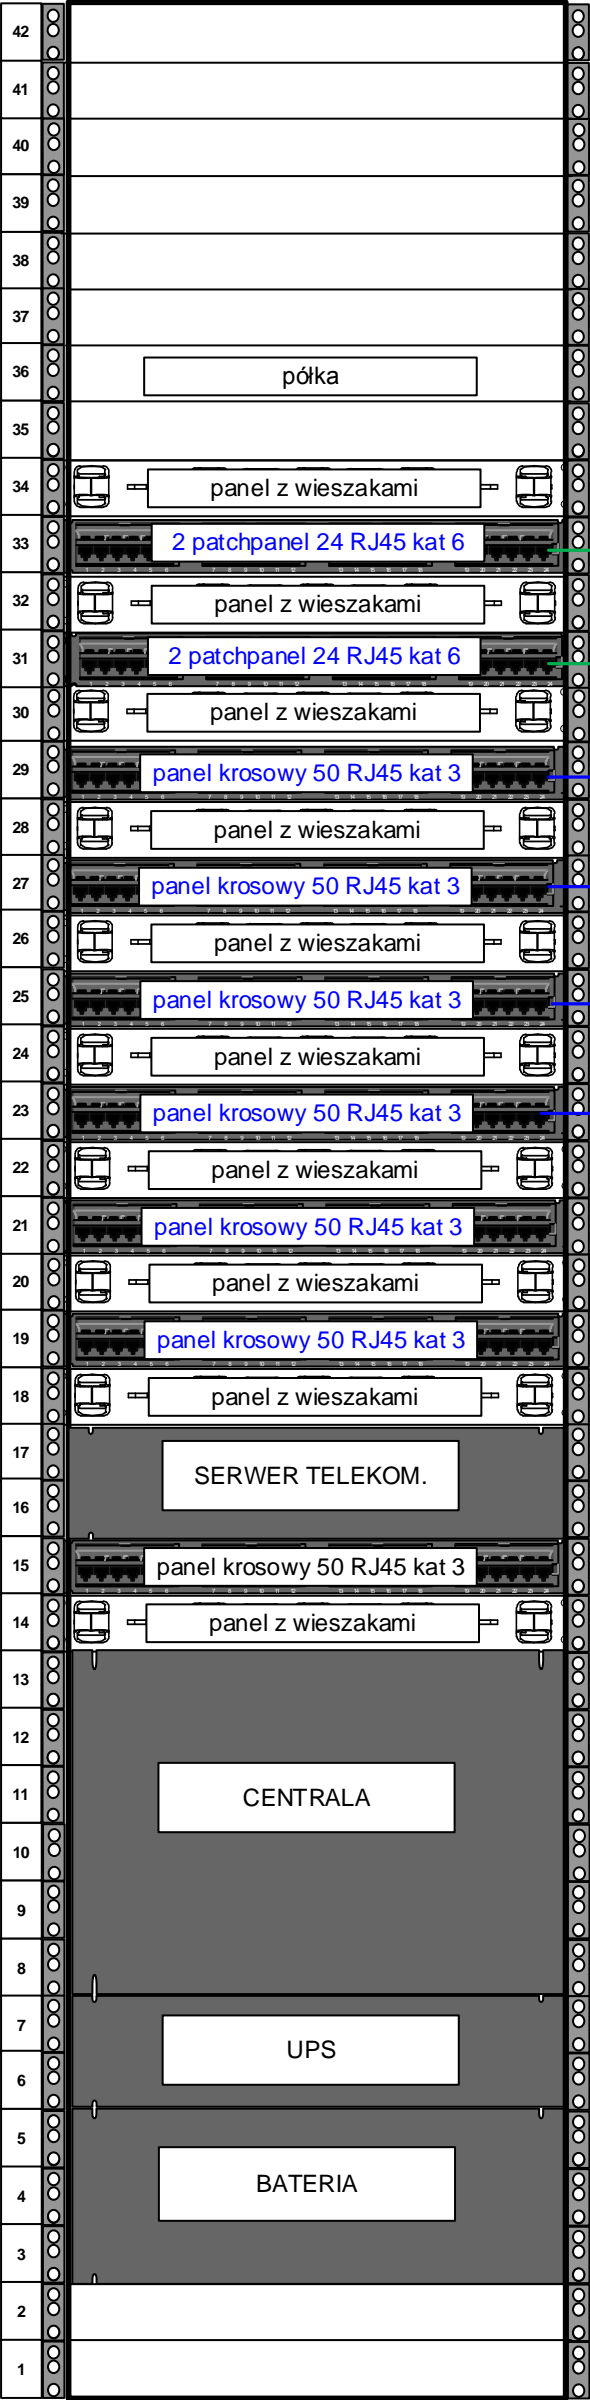 42
41
40
39
38
37
36 półka
35
34 panel z wieszakami
33 2 patchpanel 24 RJ45 kat 6
32 panel z wieszakami
31 2 patchpanel 24 RJ45 kat 6
30 panel z wieszakami
29 panel krosowy 50 RJ45 kat 3
28 panel z wieszakami
27 panel krosowy 50 RJ45 kat 3
26 panel z wieszakami
25 panel krosowy 50 RJ45 kat 3
24 panel z wieszakami
23 panel krosowy 50 RJ45 kat 3
22 panel z wieszakami
21 panel krosowy 50 RJ45 kat 3
20 panel z wieszakami
19 panel krosowy 50 RJ45 kat 3
18 panel z wieszakami
17
SERWER TELEKOM.
16
15 panel krosowy 50 RJ45 kat 3
14 panel z wieszakami
13
12
11 CENTRALA
10
9
8
7
UPS
6
5
4 BATERIA
3
2
1